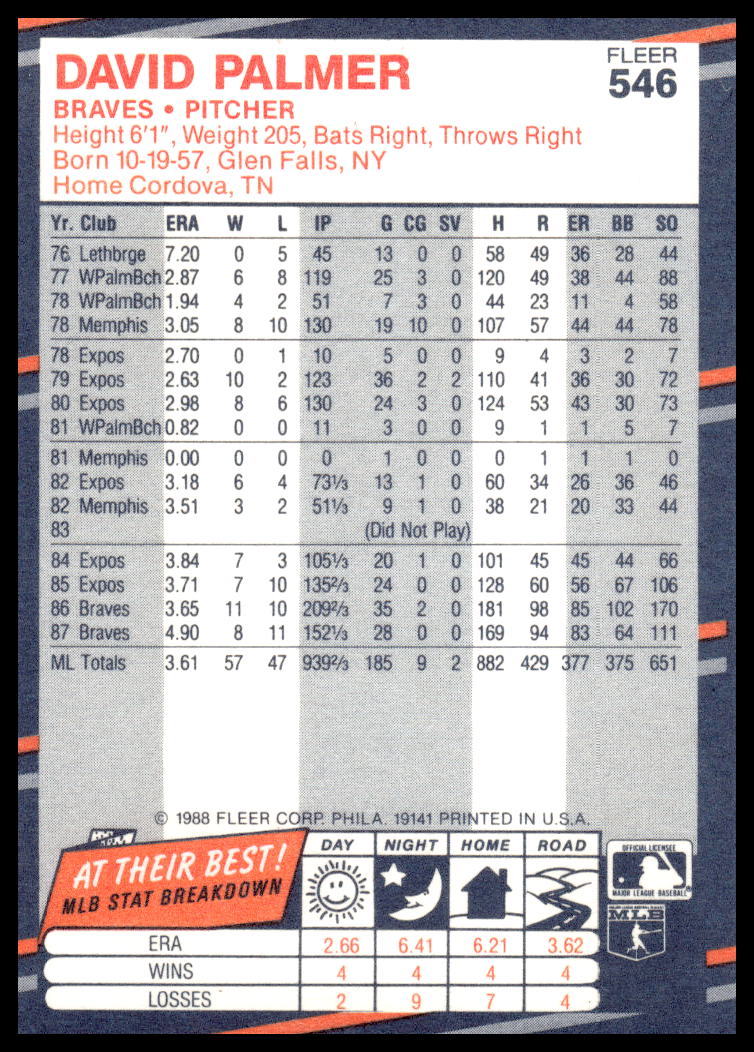 DAVID PALMER
FLEER
546
BRAVES • PITCHER
Height 6'1", Weight 205, Bats Right, Throws Right
Born 10-19-57, Glen Falls, NY
Home Cordova, TN
Yr. Club ERA W L IP G CG SV H R ER BB SO
76 Lethbrge 7.20 0 5 45 13 0 0 58 49 36 28 44
77 WPalmBch 2.87 6 8 119 25 3 0 120 49 38 44 88
78 WPalmBch 1.94 4 2 51 7 3 0 44 23 11 4 58
78 Memphis 3.05 8 10 130 19 10 0 107 57 44 44 78
78 Expos 2.70 0 1 10 5 0 0 9 4 3 2 7
79 Expos 2.63 10 2 123 36 2 2 110 41 36 30 72
80 Expos 2.98 8 6 130 24 3 0 124 53 43 30 73
81 WPalmBch 0.82 0 0 11 3 0 0 9 1 1 5 7
81 Memphis 0.00 0 0 0 1 0 0 0 1 1 1 0
82 Expos 3.18 6 4 73⅓ 13 1 0 60 34 26 36 46
82 Memphis 3.51 3 2 51⅓ 9 1 0 38 21 20 33 44
83 (Did Not Play)
84 Expos 3.84 7 3 105⅓ 20 1 0 101 45 45 44 66
85 Expos 3.71 7 10 135⅔ 24 0 0 128 60 56 67 106
86 Braves 3.65 11 10 209⅔ 35 2 0 181 98 85 102 170
87 Braves 4.90 8 11 152⅓ 28 0 0 169 94 83 64 111
ML Totals 3.61 57 47 939⅔ 185 9 2 882 429 377 375 651
© 1988 FLEER CORP. PHILA. 19141 PRINTED IN U.S.A.
AT THEIR BEST!
MLB STAT BREAKDOWN
DAY NIGHT HOME ROAD
ERA 2.66 6.41 6.21 3.62
WINS 4 4 4 4
LOSSES 2 9 7 4
OFFICIAL LICENSEE
MAJOR LEAGUE BASEBALL
MLB